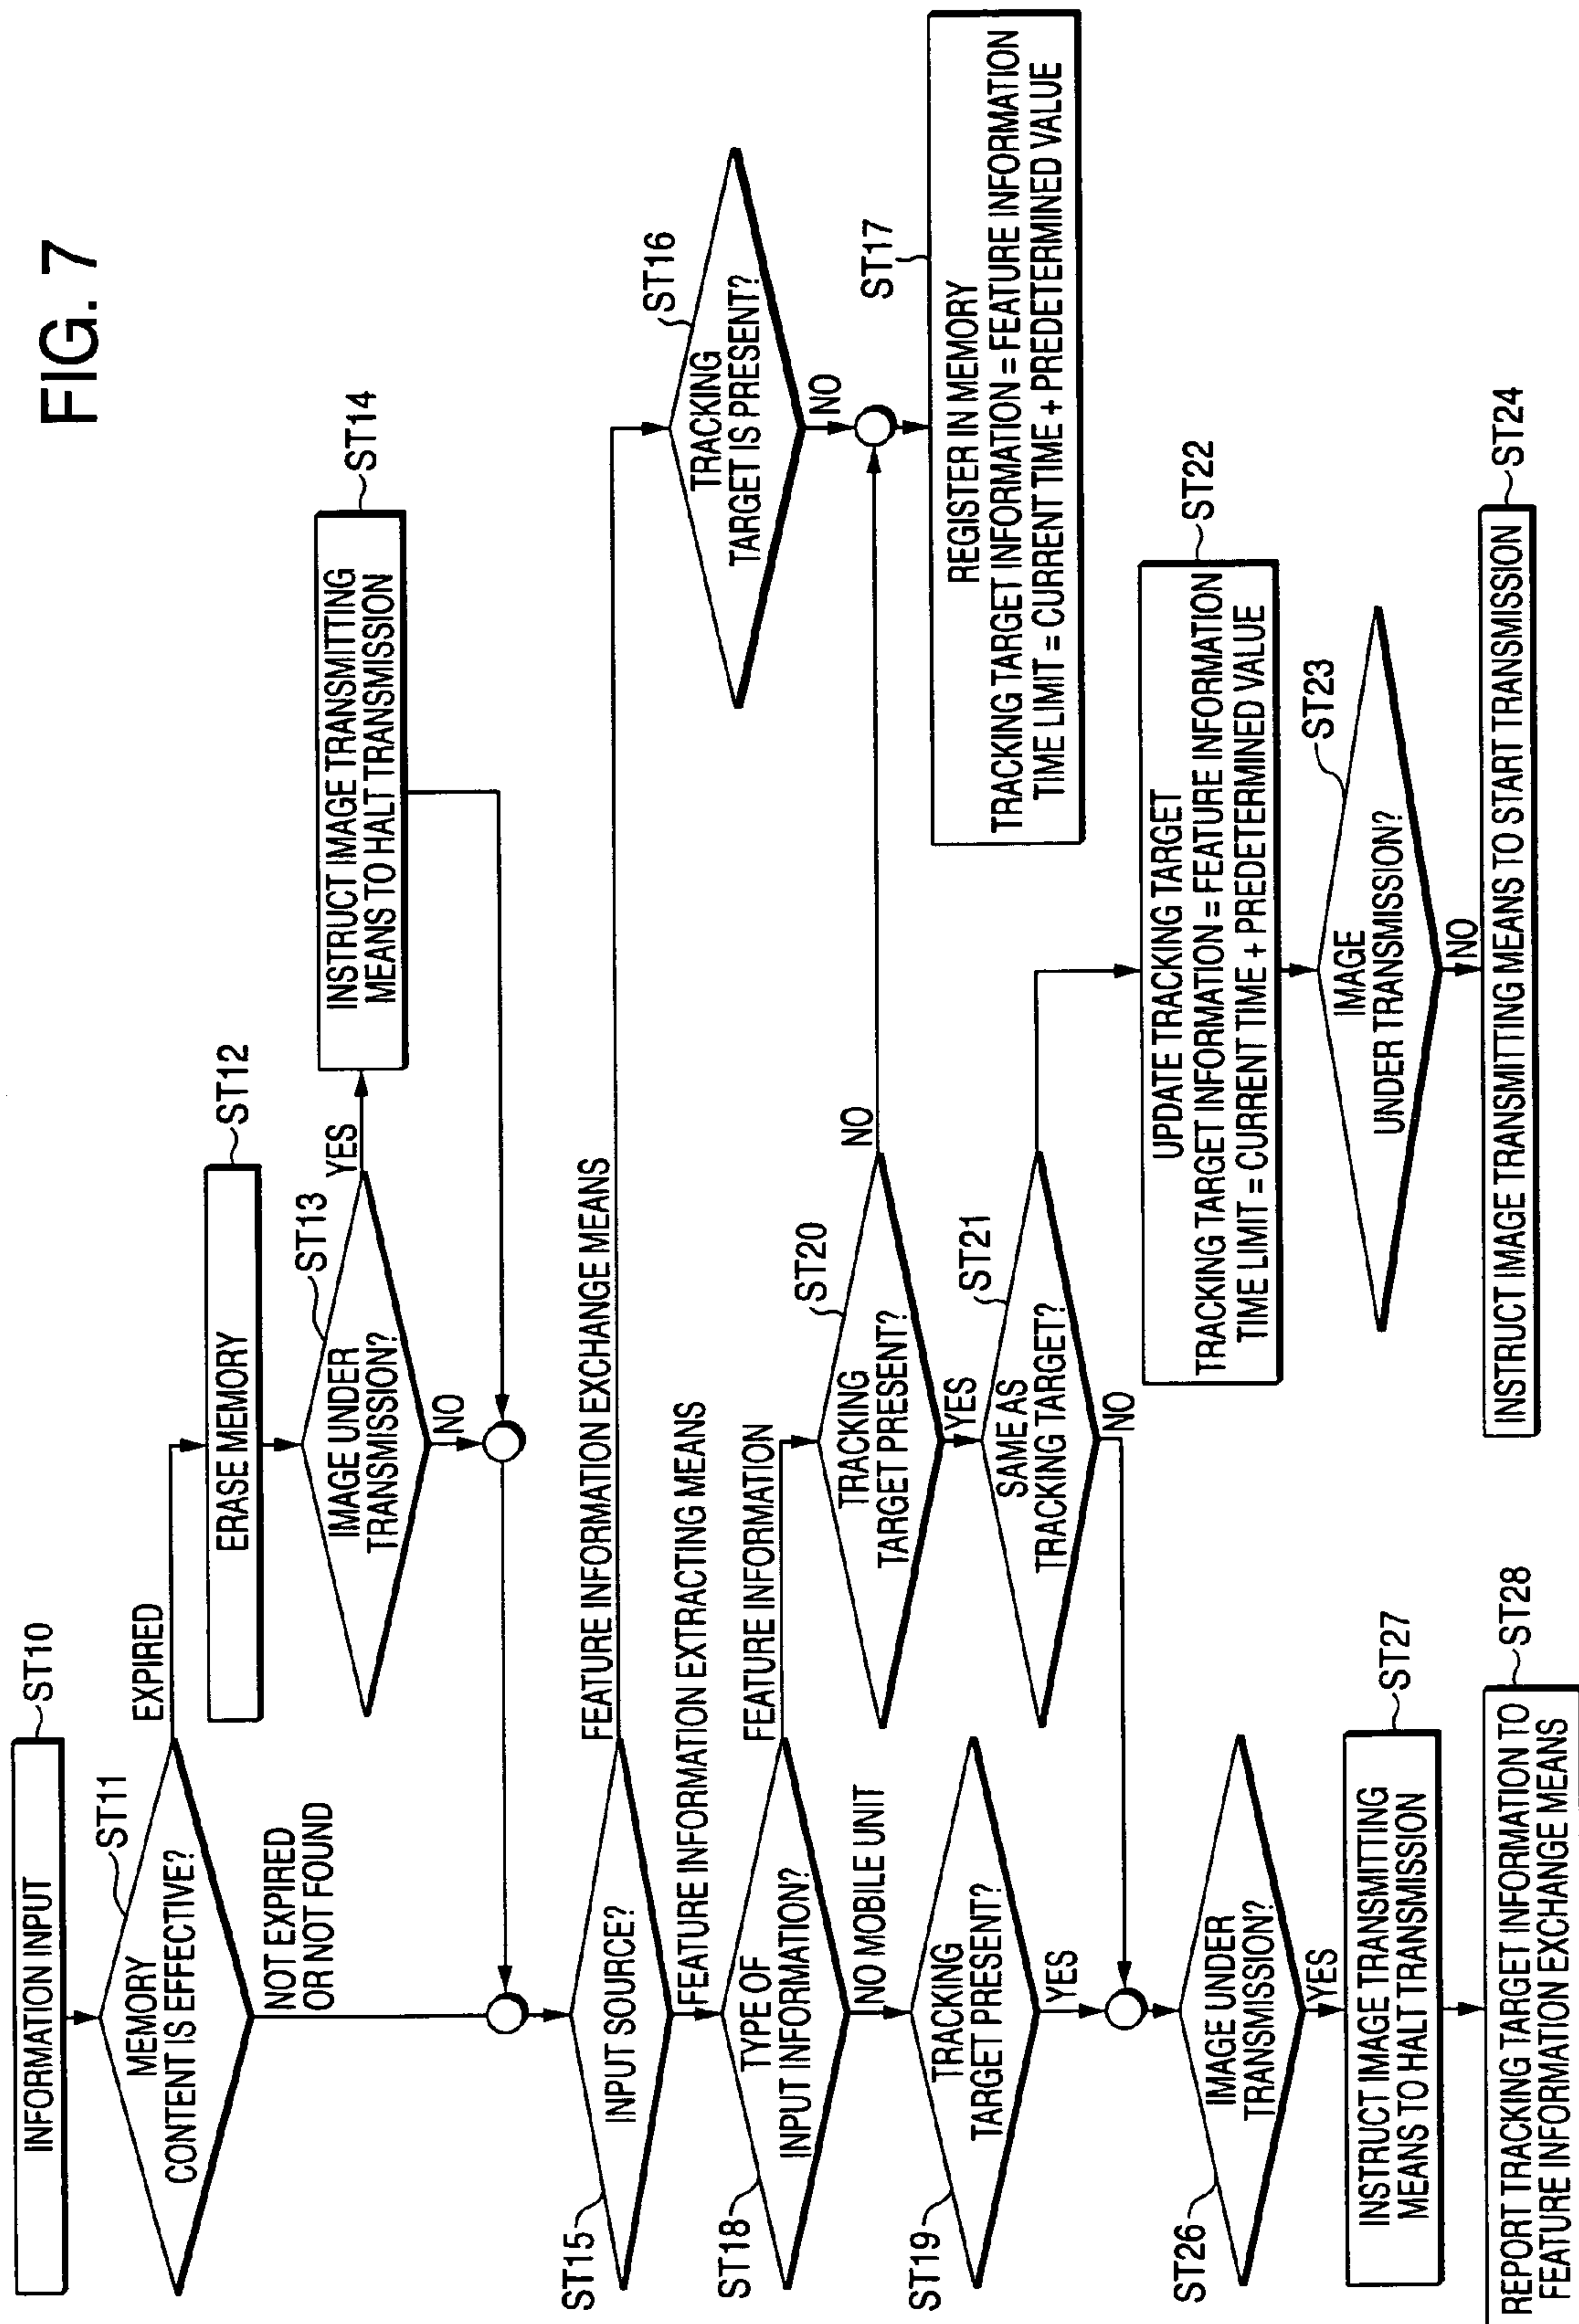 FIG. 7
INFORMATION INPUT
ST10
MEMORY
CONTENT IS EFFECTIVE?
ST11
EXPIRED
NOT EXPIRED
OR NOT FOUND
ERASE MEMORY
ST12
IMAGE UNDER
TRANSMISSION?
ST13
YES
NO
INSTRUCT IMAGE TRANSMITTING
MEANS TO HALT TRANSMISSION
ST14
INPUT SOURCE?
ST15
FEATURE INFORMATION EXCHANGE MEANS
FEATURE INFORMATION EXTRACTING MEANS
TRACKING
TARGET IS PRESENT?
ST16
NO
REGISTER IN MEMORY
TRACKING TARGET INFORMATION = FEATURE INFORMATION
TIME LIMIT = CURRENT TIME + PREDETERMINED VALUE
ST17
TYPE OF
INPUT INFORMATION?
ST18
FEATURE INFORMATION
NO MOBILE UNIT
TRACKING
TARGET PRESENT?
ST19
YES
TRACKING
TARGET PRESENT?
ST20
NO
YES
SAME AS
TRACKING TARGET?
ST21
NO
UPDATE TRACKING TARGET
TRACKING TARGET INFORMATION = FEATURE INFORMATION
TIME LIMIT = CURRENT TIME + PREDETERMINED VALUE
ST22
IMAGE
UNDER TRANSMISSION?
ST23
NO
INSTRUCT IMAGE TRANSMITTING MEANS TO START TRANSMISSION
ST24
IMAGE UNDER
TRANSMISSION?
ST26
YES
INSTRUCT IMAGE TRANSMITTING
MEANS TO HALT TRANSMISSION
ST27
REPORT TRACKING TARGET INFORMATION TO
FEATURE INFORMATION EXCHANGE MEANS
ST28